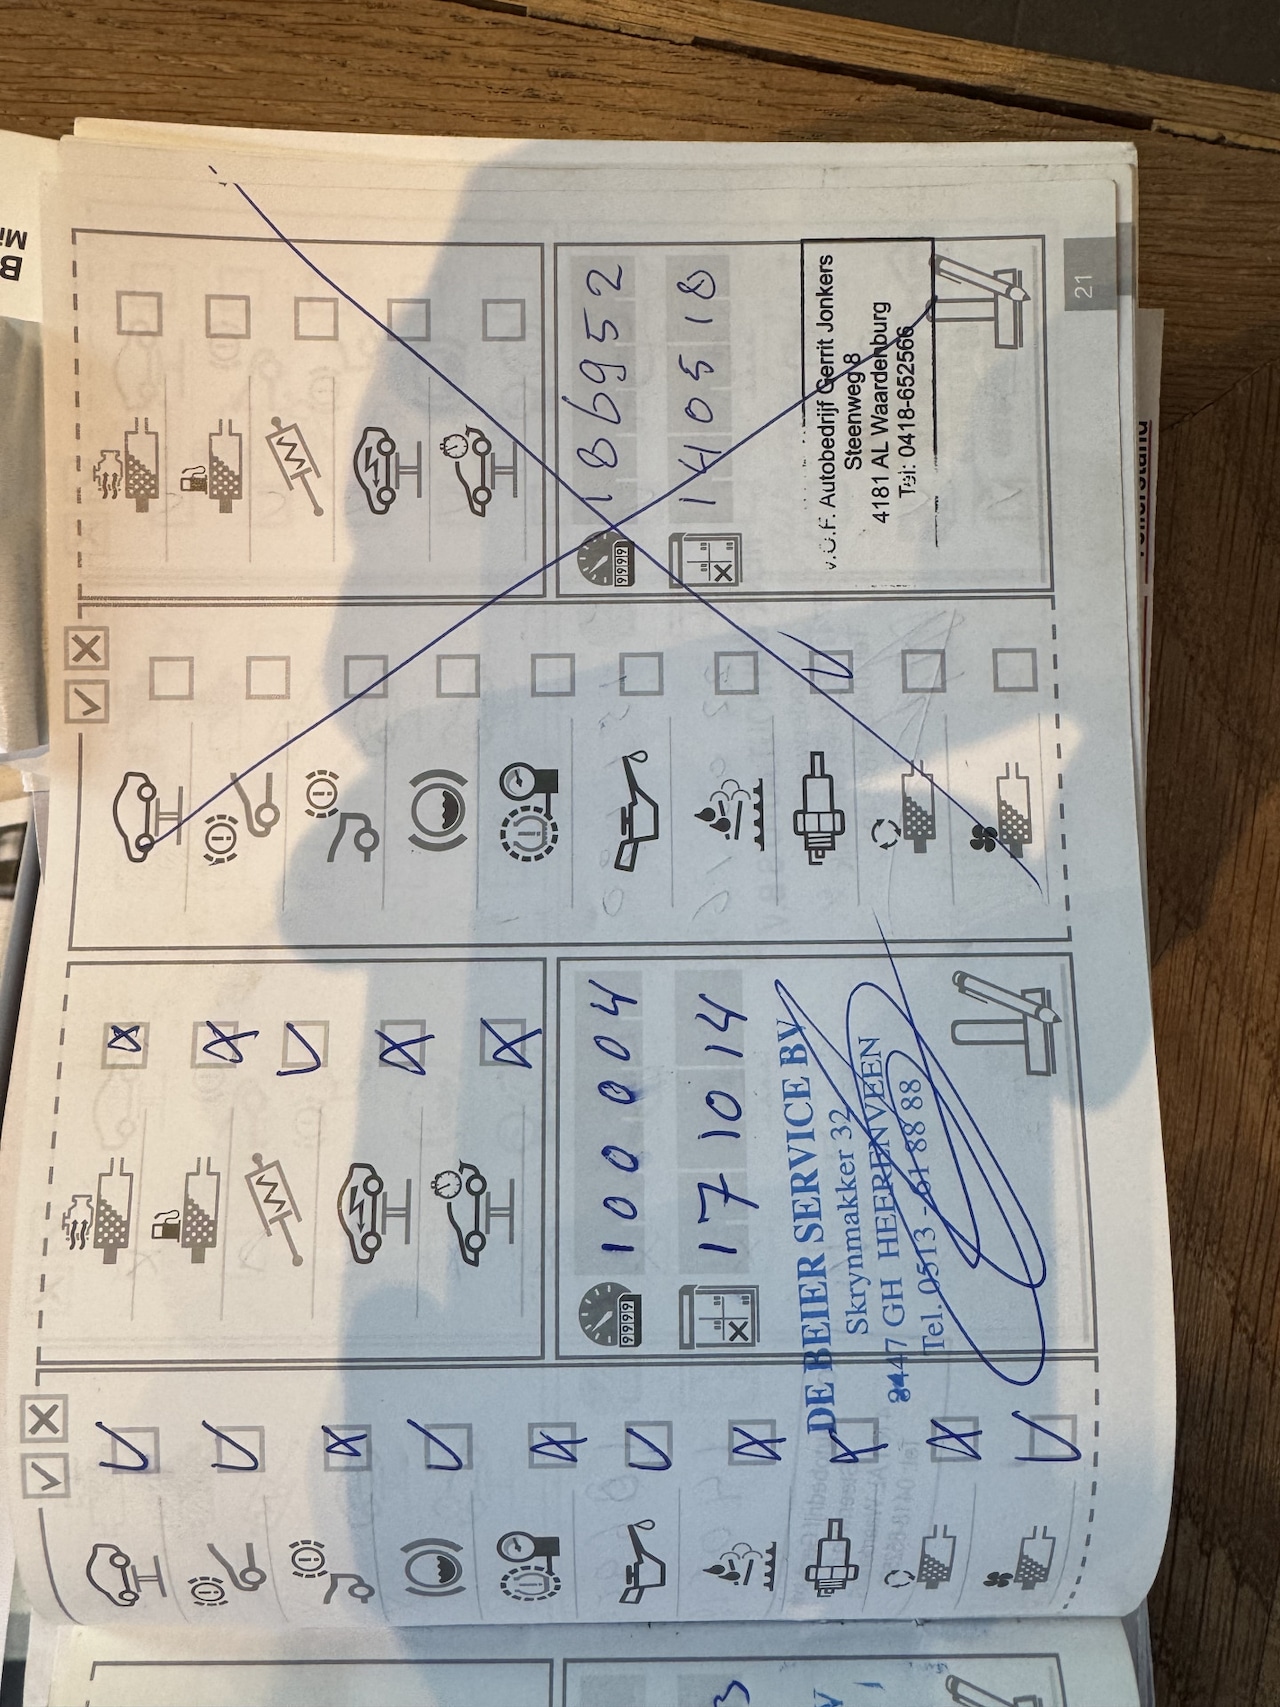 186952
140518
v.O.F. Autobedrijf Gerrit Jonkers
Steenweg 8
4181 AL Waardenburg
Tel: 0418-652566
21
100004
171014
DE BEIER SERVICE BV
Skrynmakker 32
8447 GH HEERENVEEN
Tel. 0513 - 61 88 88